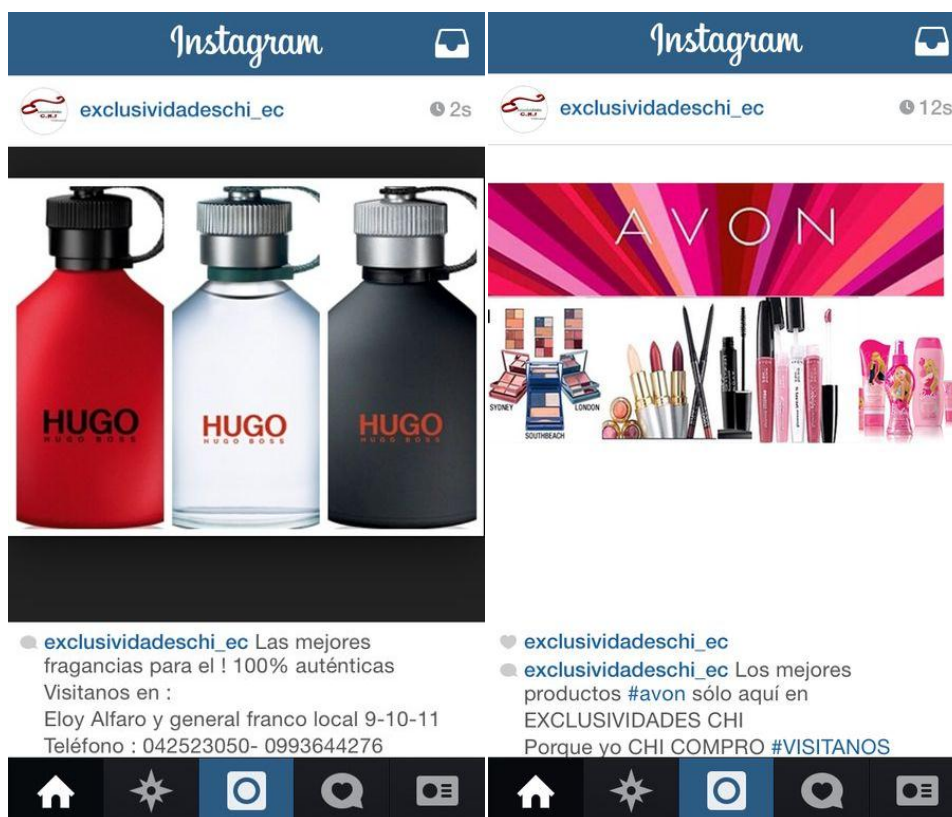 Instagram
exclusividadeschi_ec
2s
HUGO
HUGO BOSS
HUGO
HUGO BOSS
HUGO
HUGO BOSS
exclusividadeschi_ec Las mejores
fragancias para el ! 100% auténticas
Visitanos en :
Eloy Alfaro y general franco local 9-10-11
Teléfono : 042523050- 0993644276
Instagram
exclusividadeschi_ec
12s
AVON
SYDNEY
LONDON
SOUTHBEACH
exclusividadeschi_ec
exclusividadeschi_ec Los mejores
productos #avon sólo aquí en
EXCLUSIVIDADES CHI
Porque yo CHI COMPRO #VISITANOS